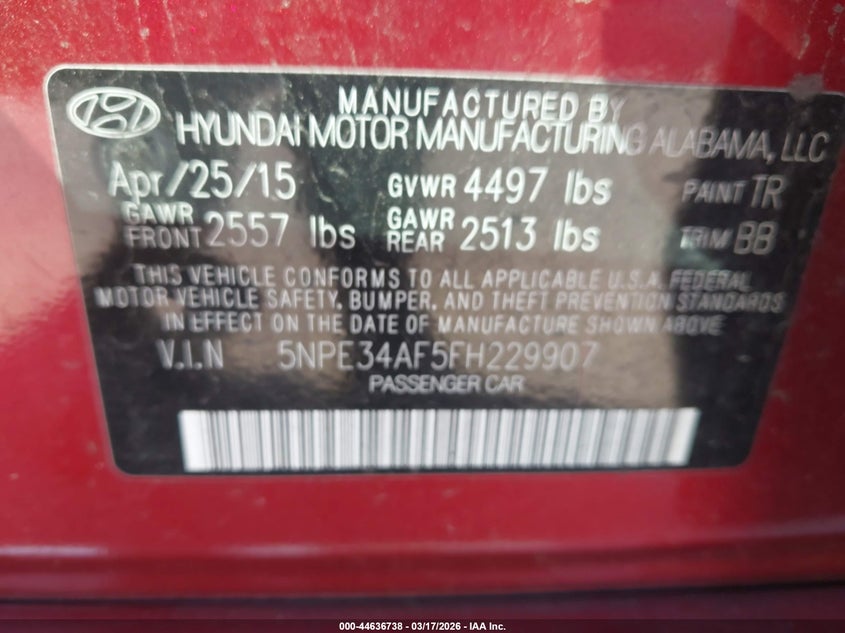 MANUFACTURED BY
HYUNDAI MOTOR MANUFACTURING ALABAMA, LLC
Apr/25/15 GVWR 4497 lbs PAINT TR
GAWR FRONT 2557 lbs GAWR REAR 2513 lbs TRIM BB
THIS VEHICLE CONFORMS TO ALL APPLICABLE U.S.A. FEDERAL
MOTOR VEHICLE SAFETY, BUMPER, AND THEFT PREVENTION STANDARDS
IN EFFECT ON THE DATE OF MANUFACTURE SHOWN ABOVE.
V.I.N 5NPE34AF5FH229907
PASSENGER CAR
000-44636738 - 03/17/2026 - IAA Inc.